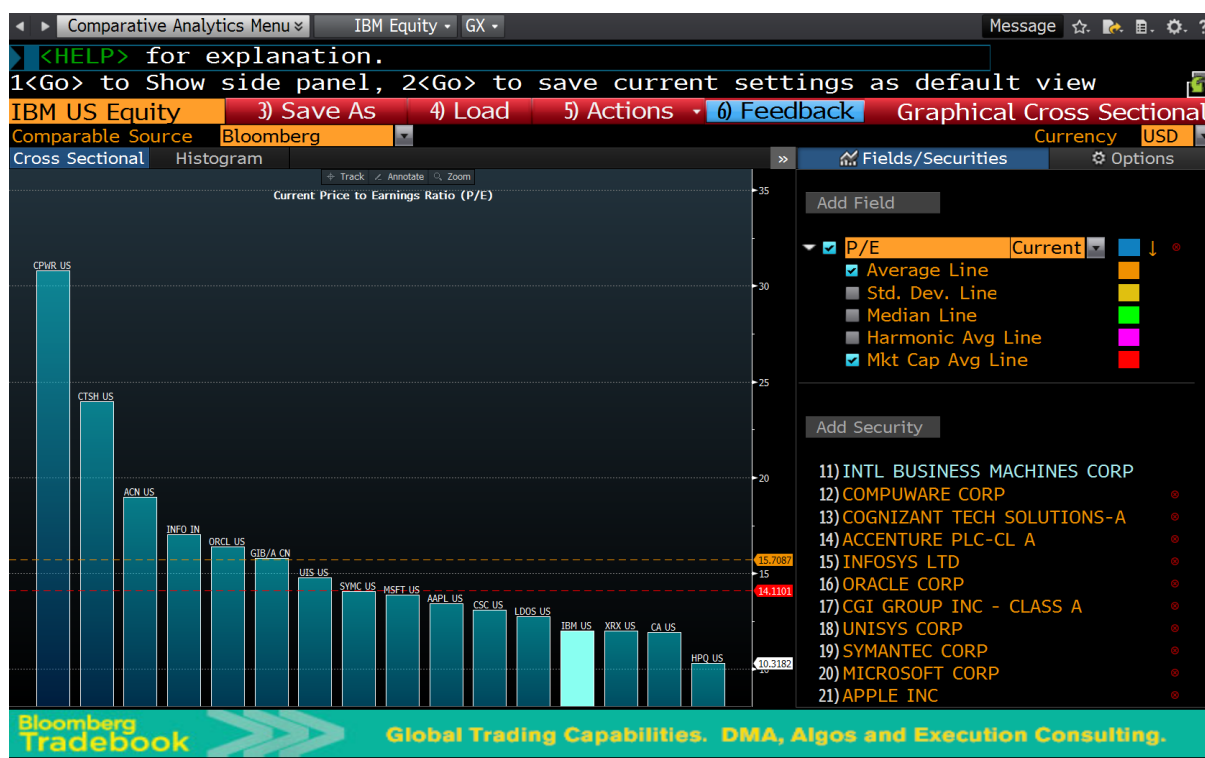 Comparative Analytics Menu IBM Equity GX Message
<HELP> for explanation.
1<Go> to Show side panel, 2<Go> to save current settings as default view
IBM US Equity 3) Save As 4) Load 5) Actions 6) Feedback Graphical Cross Sectional
Comparable Source Bloomberg Currency USD
Cross Sectional Histogram » Fields/Securities Options
Track Annotate Zoom
Current Price to Earnings Ratio (P/E)
35
Add Field
P/E Current
CPWR US
Average Line
30
Std. Dev. Line
Median Line
Harmonic Avg Line
Mkt Cap Avg Line
25
CTSH US
Add Security
20
11) INTL BUSINESS MACHINES CORP
ACN US
12) COMPUWARE CORP
13) COGNIZANT TECH SOLUTIONS-A
INFO IN
14) ACCENTURE PLC-CL A
ORCL US
GIB/A CN
15.7087
15) INFOSYS LTD
UIS US
15
SYMC US
MSFT US
14.1101
16) ORACLE CORP
AAPL US
CSC US
17) CGI GROUP INC - CLASS A
LDOS US
IBM US
XRX US
CA US
18) UNISYS CORP
19) SYMANTEC CORP
HPQ US
10.3182
20) MICROSOFT CORP
21) APPLE INC
Bloomberg
Tradebook
Global Trading Capabilities. DMA, Algos and Execution Consulting.